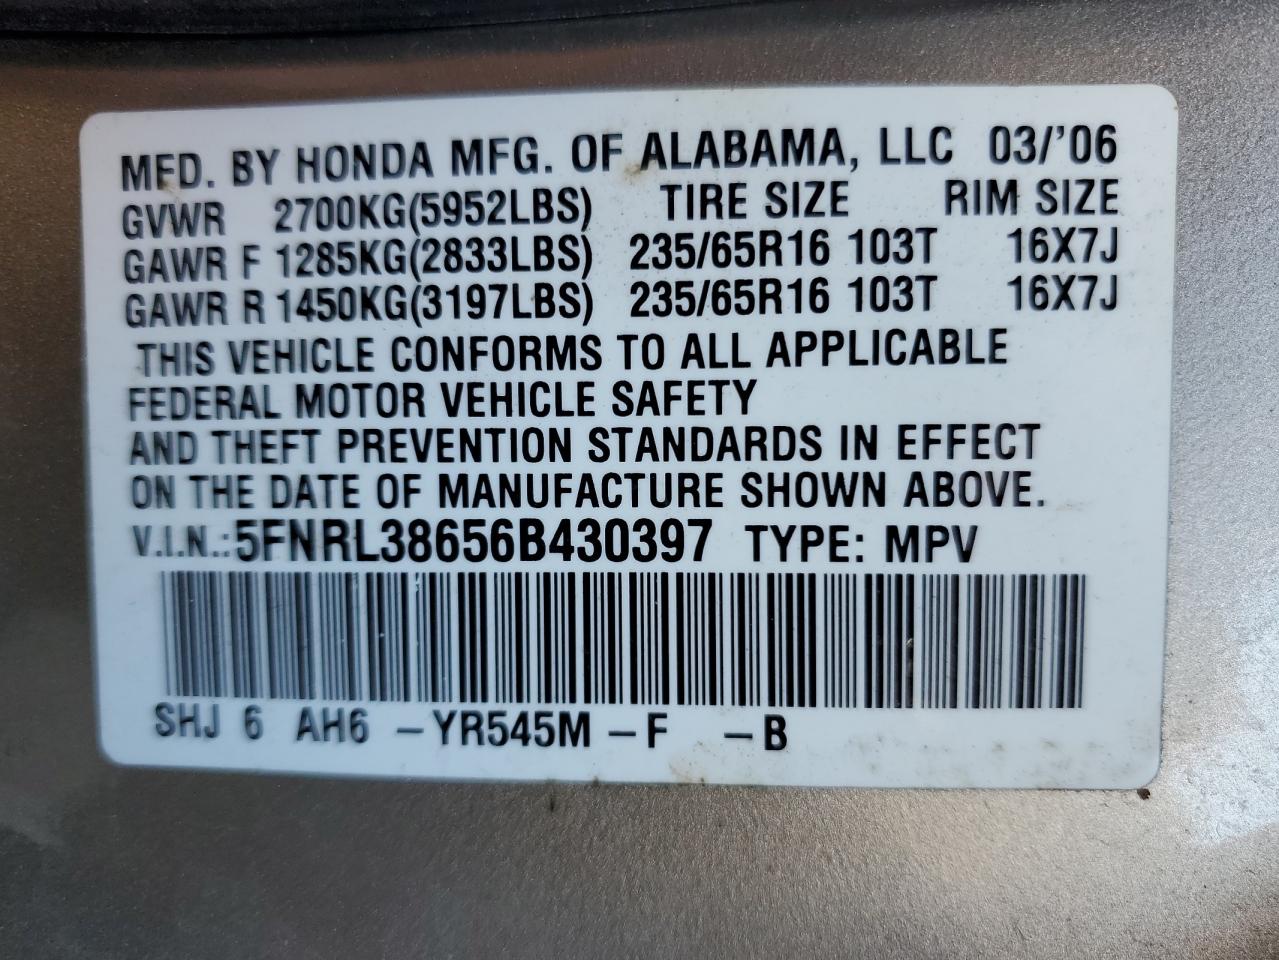 MFD. BY HONDA MFG. OF ALABAMA, LLC 03/'06
GVWR 2700KG(5952LBS) TIRE SIZE RIM SIZE
GAWR F 1285KG(2833LBS) 235/65R16 103T 16X7J
GAWR R 1450KG(3197LBS) 235/65R16 103T 16X7J
THIS VEHICLE CONFORMS TO ALL APPLICABLE
FEDERAL MOTOR VEHICLE SAFETY
AND THEFT PREVENTION STANDARDS IN EFFECT
ON THE DATE OF MANUFACTURE SHOWN ABOVE.
V.I.N.:5FNRL38656B430397 TYPE: MPV
SHJ 6 AH6 –YR545M –F –B